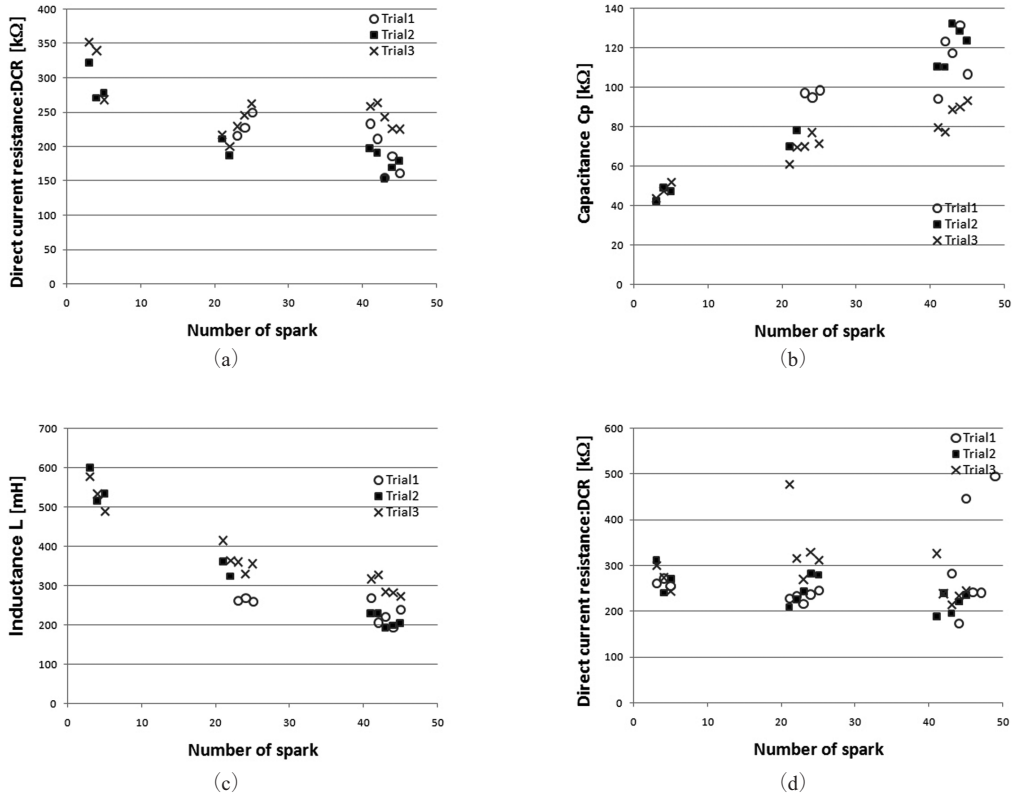 Direct current resistance:DCR [kΩ]
400
350
300
250
200
150
100
50
0
0 10 20 30 40 50
Number of spark
Trial1
Trial2
Trial3
(a)
Capacitance Cp [kΩ]
140
120
100
80
60
40
20
0
0 10 20 30 40 50
Number of spark
Trial1
Trial2
Trial3
(b)
Inductance L [mH]
700
600
500
400
300
200
100
0
0 10 20 30 40 50
Number of spark
Trial1
Trial2
Trial3
(c)
Direct current resistance:DCR [kΩ]
600
500
400
300
200
100
0
0 10 20 30 40 50
Number of spark
Trial1
Trial2
Trial3
(d)